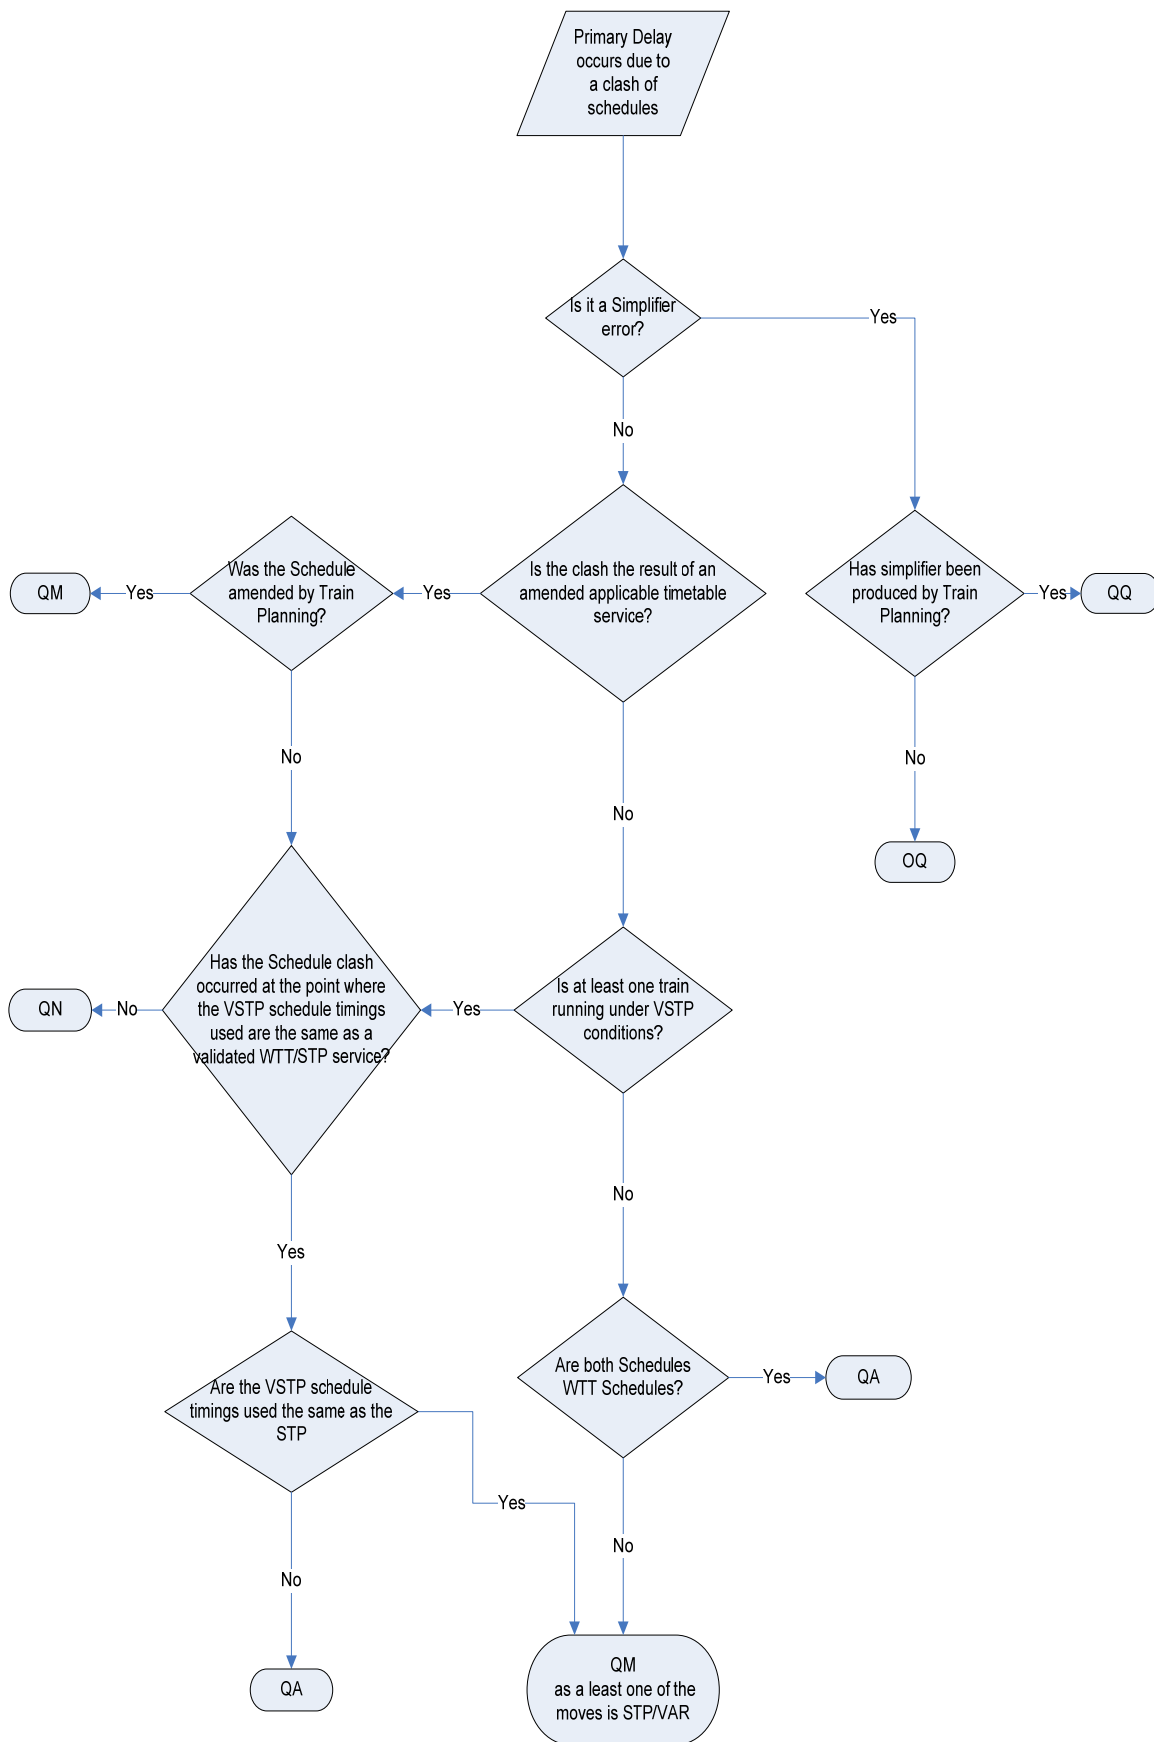 Primary Delay
occurs due to
a clash of
schedules
Is it a Simplifier
error?
Yes
No
Was the Schedule
amended by Train
Planning?
Yes
QM
Is the clash the result of an
amended applicable timetable
service?
Yes
Has simplifier been
produced by Train
Planning?
Yes
QQ
No
No
No
OQ
Has the Schedule clash
occurred at the point where
the VSTP schedule timings
used are the same as a
validated WTT/STP service?
No
QN
Is at least one train
running under VSTP
conditions?
Yes
No
Yes
Are both Schedules
WTT Schedules?
Yes
QA
Are the VSTP schedule
timings used the same as the
STP
Yes
No
No
QA
QM
as a least one of the
moves is STP/VAR